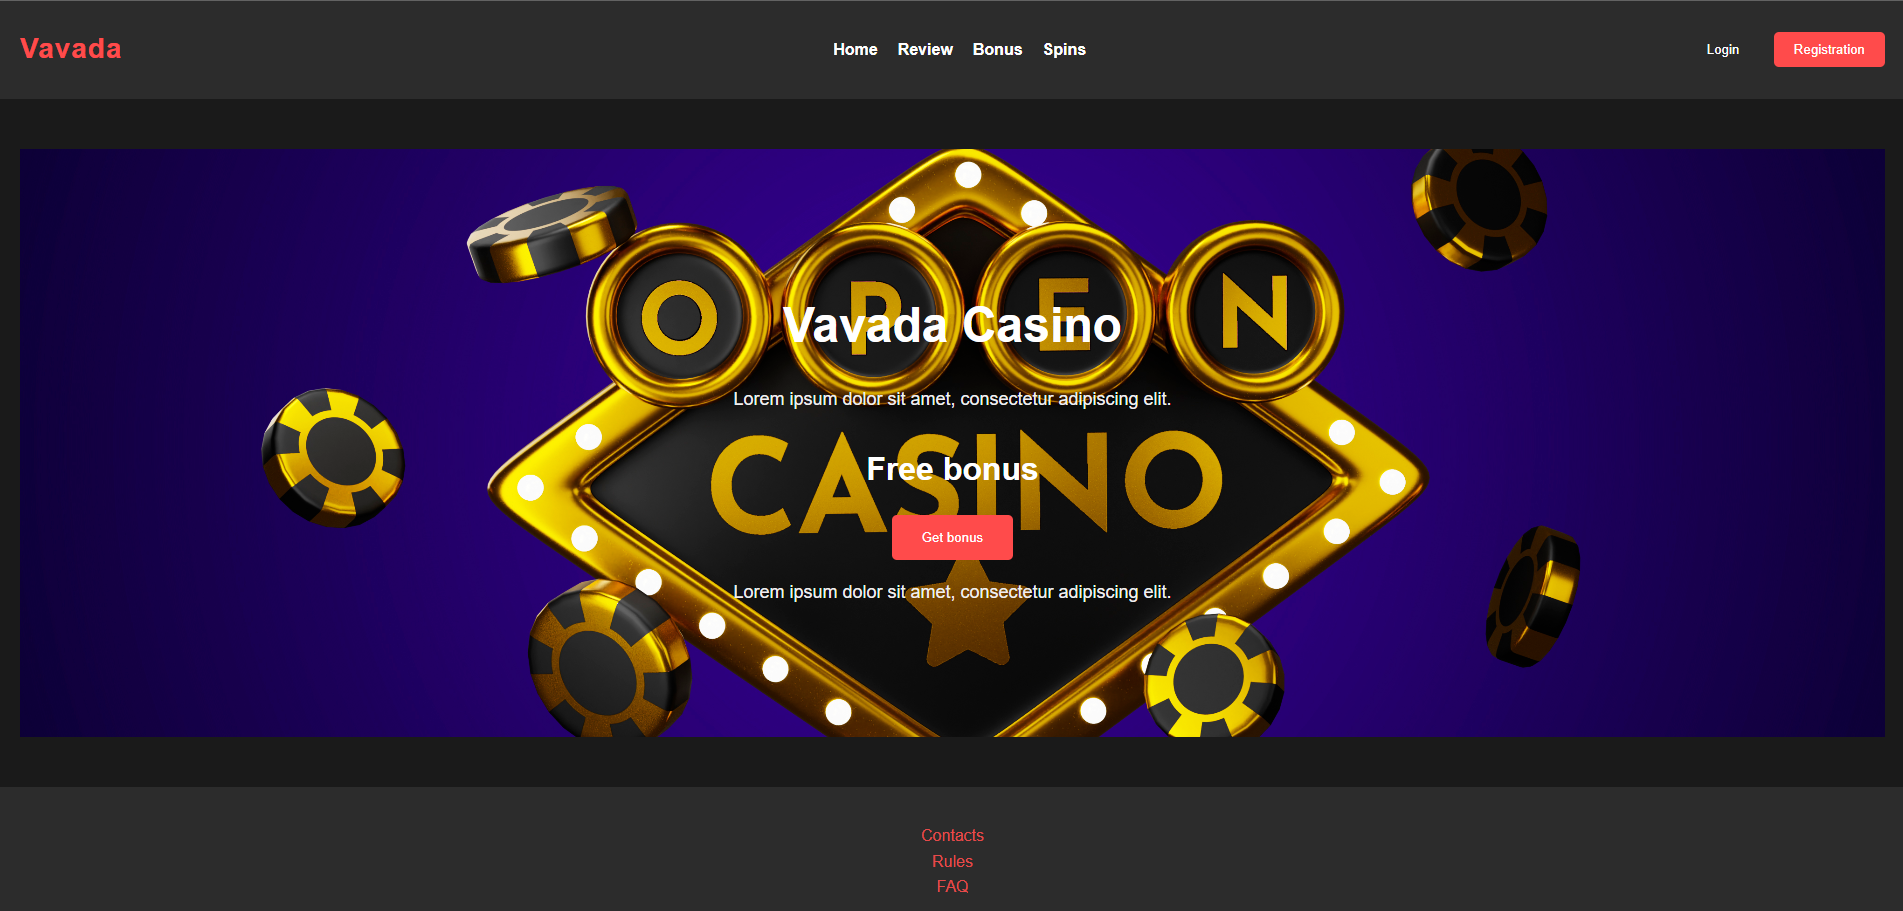 Vavada
Home Review Bonus Spins
Login Registration
OPEN
Vavada Casino
Lorem ipsum dolor sit amet, consectetur adipiscing elit.
CASINO
Free bonus
Get bonus
Lorem ipsum dolor sit amet, consectetur adipiscing elit.
Contacts
Rules
FAQ